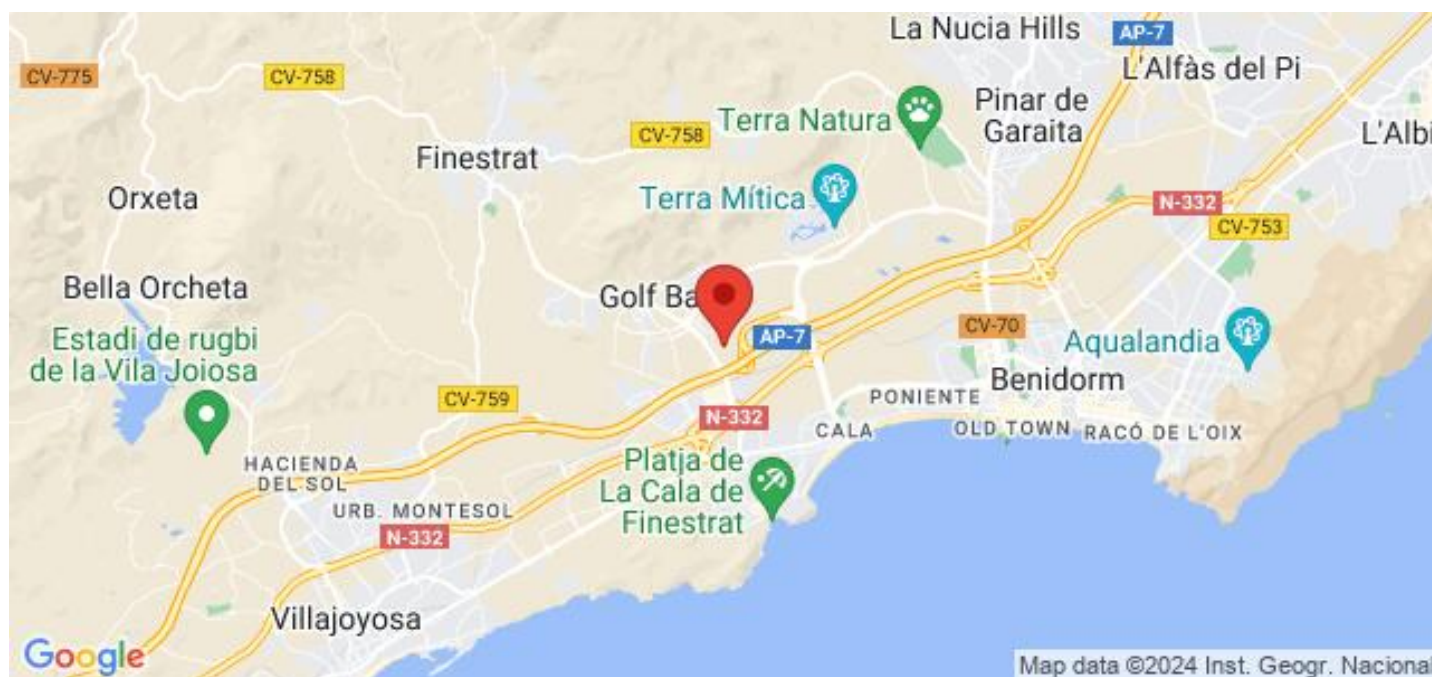 La Nucia Hills
AP-7
CV-775
CV-758
L'Alfàs del Pi
Terra Natura
Pinar de
Garaita
CV-758
L'Albi
Finestrat
Orxeta
Terra Mítica
N-332
CV-753
Bella Orcheta
Golf Ba
Estadi de rugbi
de la Vila Joiosa
AP-7
CV-70
Aqualandia
Benidorm
CV-759
PONIENTE
N-332
CALA
OLD TOWN
RACÓ DE L'OIX
HACIENDA
DEL SOL
Platja de
La Cala de
Finestrat
URB. MONTESOL
N-332
Villajoyosa
Google
Map data ©2024 Inst. Geogr. Nacional